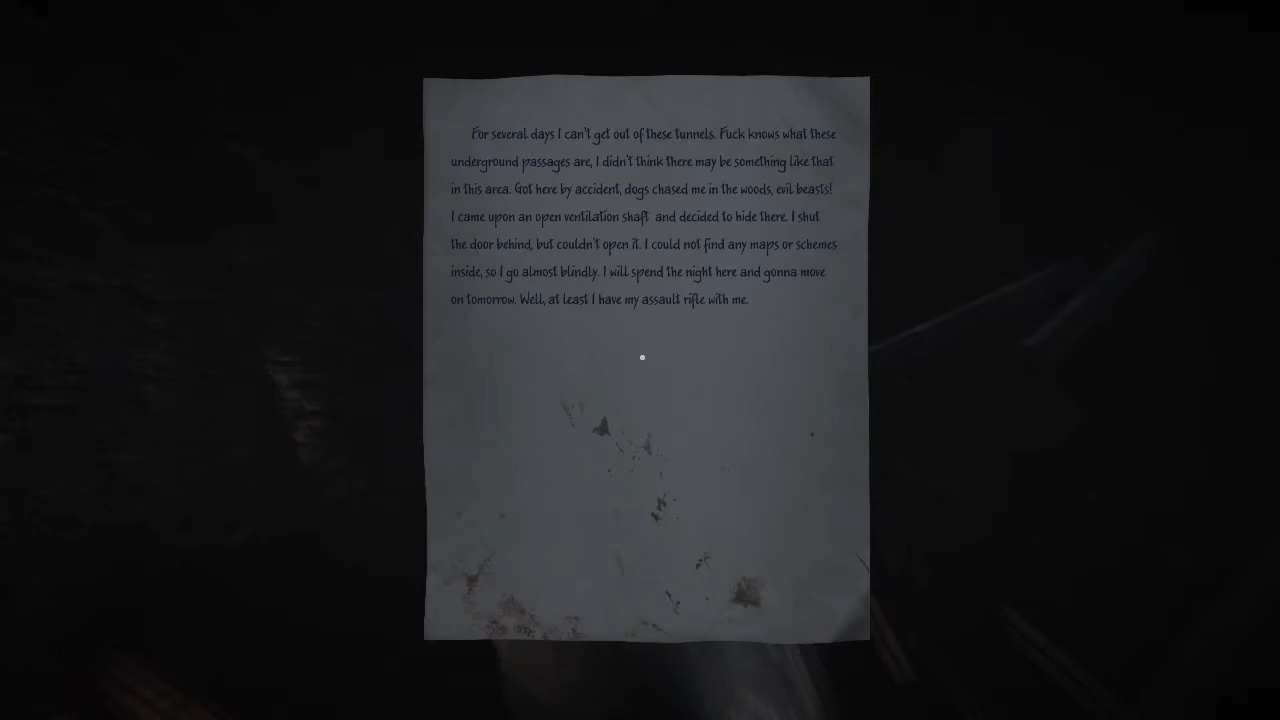 For several days I can't get out of these tunnels. Fuck knows what these
underground passages are, I didn't think there may be something like that
in this area. Got here by accident, dogs chased me in the woods, evil beasts!
I came upon an open ventilation shaft and decided to hide there. I shut
the door behind, but couldn't open it. I could not find any maps or schemes
inside, so I go almost blindly. I will spend the night here and gonna move
on tomorrow. Well, at least I have my assault rifle with me.